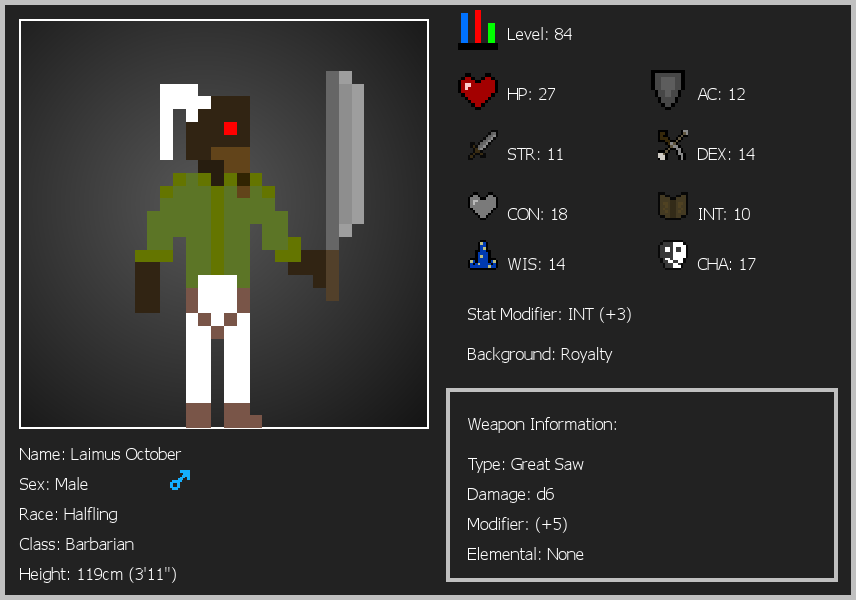 Level: 84
HP: 27
AC: 12
STR: 11
DEX: 14
CON: 18
INT: 10
WIS: 14
CHA: 17
Stat Modifier: INT (+3)
Background: Royalty
Weapon Information:
Type: Great Saw
Damage: d6
Modifier: (+5)
Elemental: None
Name: Laimus October
Sex: Male
Race: Halfling
Class: Barbarian
Height: 119cm (3'11")